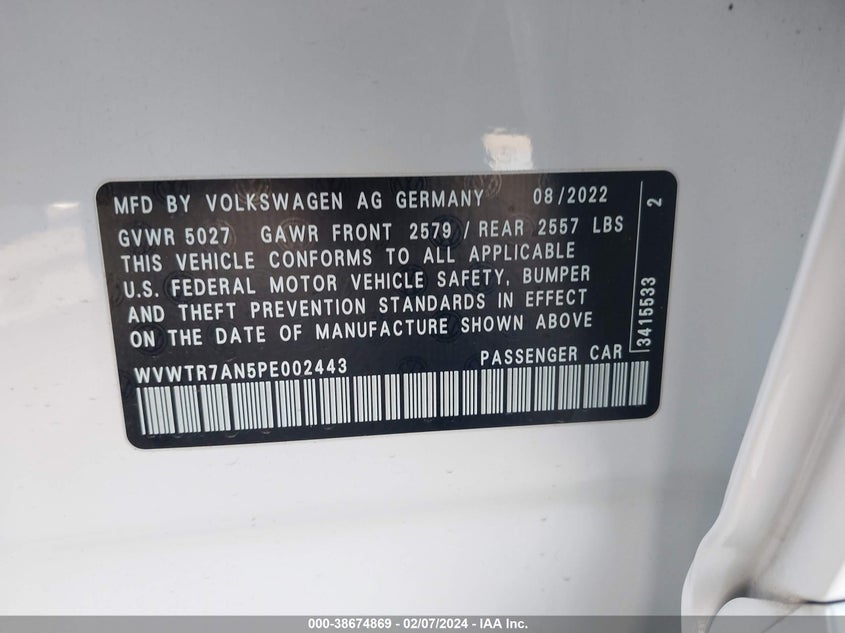 MFD BY VOLKSWAGEN AG GERMANY 08/2022
GVWR 5027 GAWR FRONT 2579 / REAR 2557 LBS
THIS VEHICLE CONFORMS TO ALL APPLICABLE
U.S. FEDERAL MOTOR VEHICLE SAFETY, BUMPER
AND THEFT PREVENTION STANDARDS IN EFFECT
ON THE DATE OF MANUFACTURE SHOWN ABOVE
WVWTR7AN5PE002443 PASSENGER CAR
3415533 2
000-38674869 - 02/07/2024 - IAA Inc.